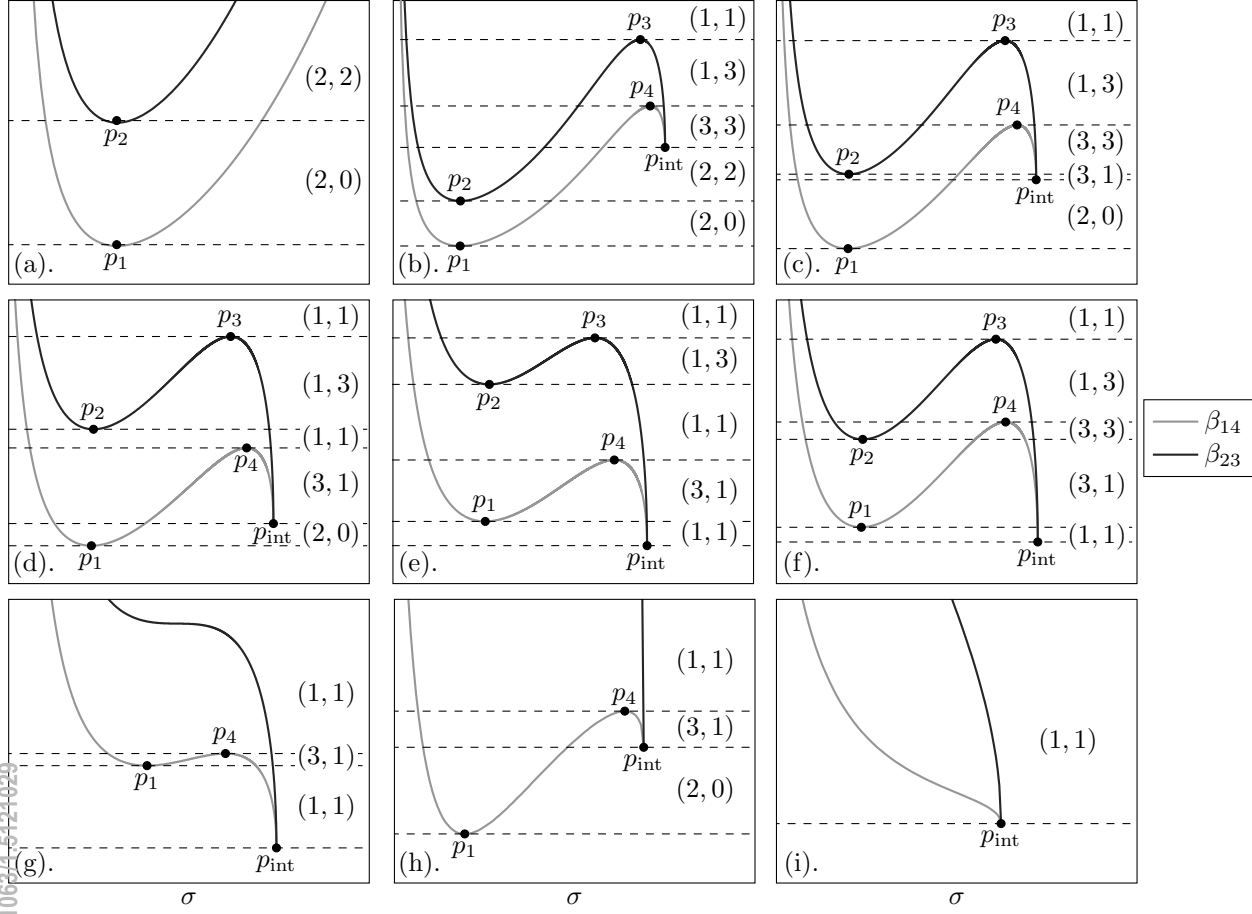 (2, 2)
p2
(2, 0)
p1
(a).
(1, 1)
p3
(1, 3)
p4
(3, 3)
pint
(2, 2)
p2
(2, 0)
p1
(b).
(1, 1)
p3
(1, 3)
p4
(3, 3)
p2
(3, 1)
pint
(2, 0)
p1
(c).
(1, 1)
p3
(1, 3)
p2
(1, 1)
p4
(3, 1)
pint
(2, 0)
p1
(d).
(1, 1)
p3
(1, 3)
p2
(1, 1)
p4
(3, 1)
p1
(1, 1)
pint
(e).
(1, 1)
p3
(1, 3)
p4
(3, 3)
p2
(3, 1)
p1
(1, 1)
pint
(f).
β14
β23
(1, 1)
p4
(3, 1)
p1
(1, 1)
pint
(g).
σ
(1, 1)
p4
(3, 1)
pint
(2, 0)
p1
(h).
σ
(1, 1)
pint
(i).
σ
1063/1.5121029